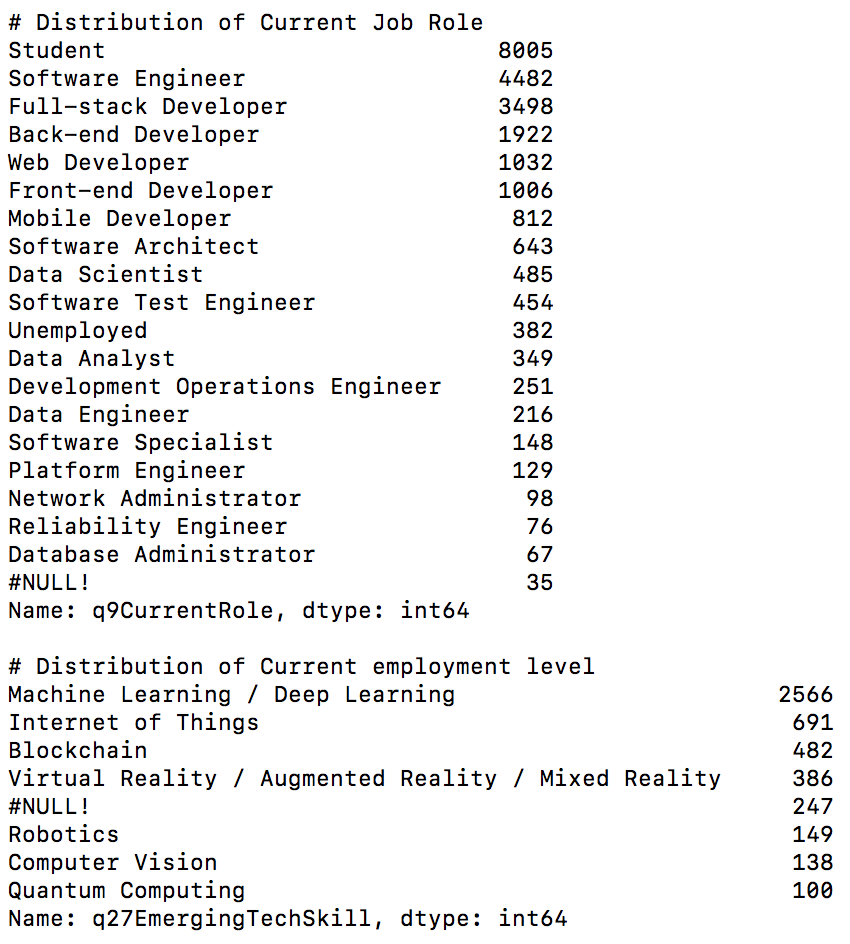 # Distribution of Current Job Role
Student 8005
Software Engineer 4482
Full-stack Developer 3498
Back-end Developer 1922
Web Developer 1032
Front-end Developer 1006
Mobile Developer 812
Software Architect 643
Data Scientist 485
Software Test Engineer 454
Unemployed 382
Data Analyst 349
Development Operations Engineer 251
Data Engineer 216
Software Specialist 148
Platform Engineer 129
Network Administrator 98
Reliability Engineer 76
Database Administrator 67
#NULL! 35
Name: q9CurrentRole, dtype: int64
# Distribution of Current employment level
Machine Learning / Deep Learning 2566
Internet of Things 691
Blockchain 482
Virtual Reality / Augmented Reality / Mixed Reality 386
#NULL! 247
Robotics 149
Computer Vision 138
Quantum Computing 100
Name: q27EmergingTechSkill, dtype: int64